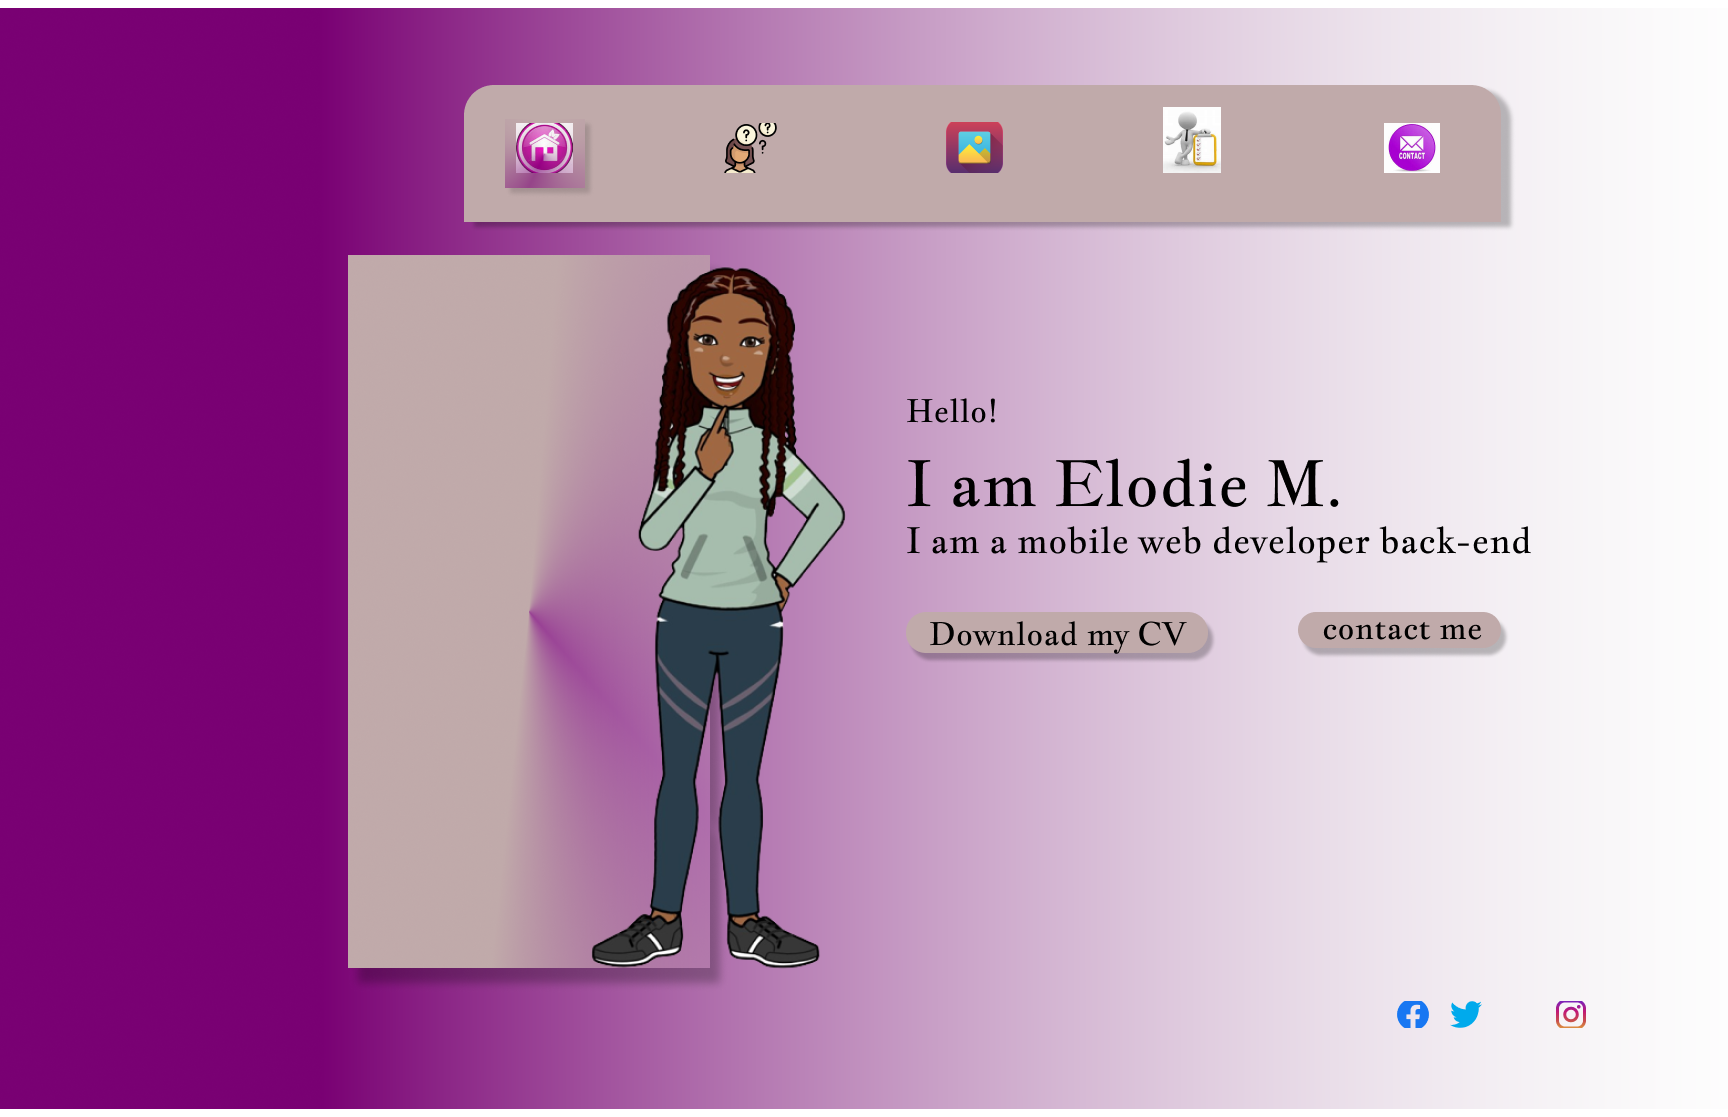 ? ? ?
CONTACT
Hello!
I am Elodie M.
I am a mobile web developer back-end
Download my CV
contact me